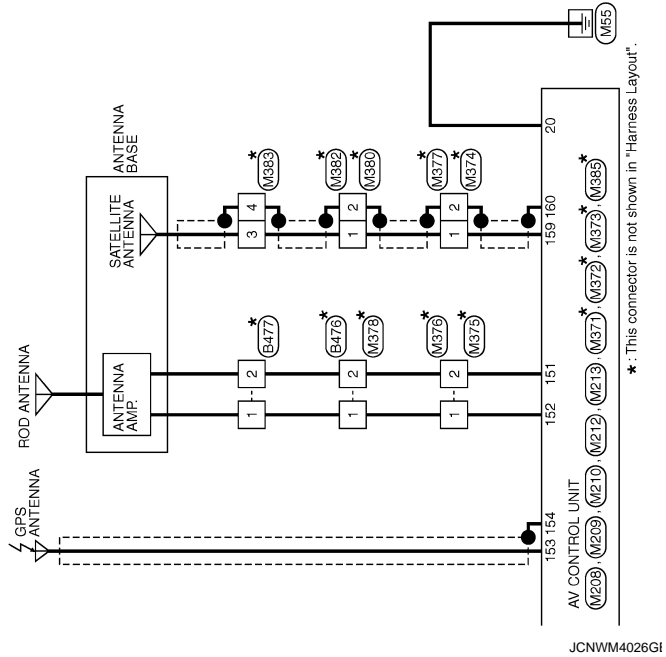 ROD ANTENNA
GPS
ANTENNA
ANTENNA
BASE
SATELLITE
ANTENNA
ANTENNA
AMP.
1 2 B477 *
3 4 M383 *
1 2 B476 * M378 *
1 2 M382 * M380 *
1 2 M376 * M375 *
1 2 M377 * M374 *
153 154 152 151 159 160 20
M55
AV CONTROL UNIT
M208 , M209 , M210 , M212 , M213 , M371 * , M372 * , M373 * , M385 *
* : This connector is not shown in "Harness Layout".
JCNWM4026GE